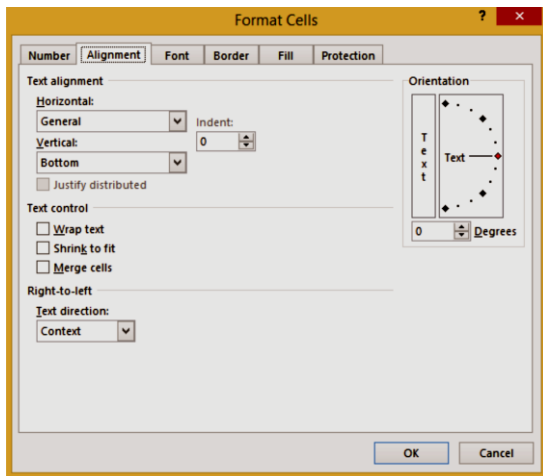 Format Cells
? ×
Number Alignment Font Border Fill Protection
Text alignment
Horizontal:
General
Indent:
0
Vertical:
Bottom
Justify distributed
Text control
Wrap text
Shrink to fit
Merge cells
Right-to-left
Text direction:
Context
Orientation
Text
Text
0 Degrees
OK Cancel